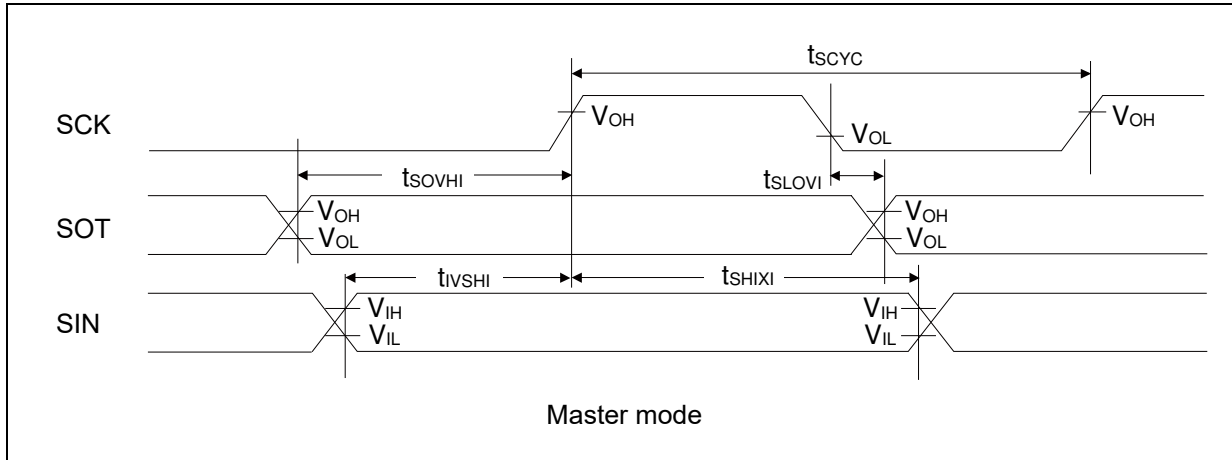 tSCYC
SCK
VOH
VOL
VOH
tSOVHI
tSLOVI
SOT
VOH
VOL
VOH
VOL
tIVSHI
tSHIXI
SIN
VIH
VIL
VIH
VIL
Master mode